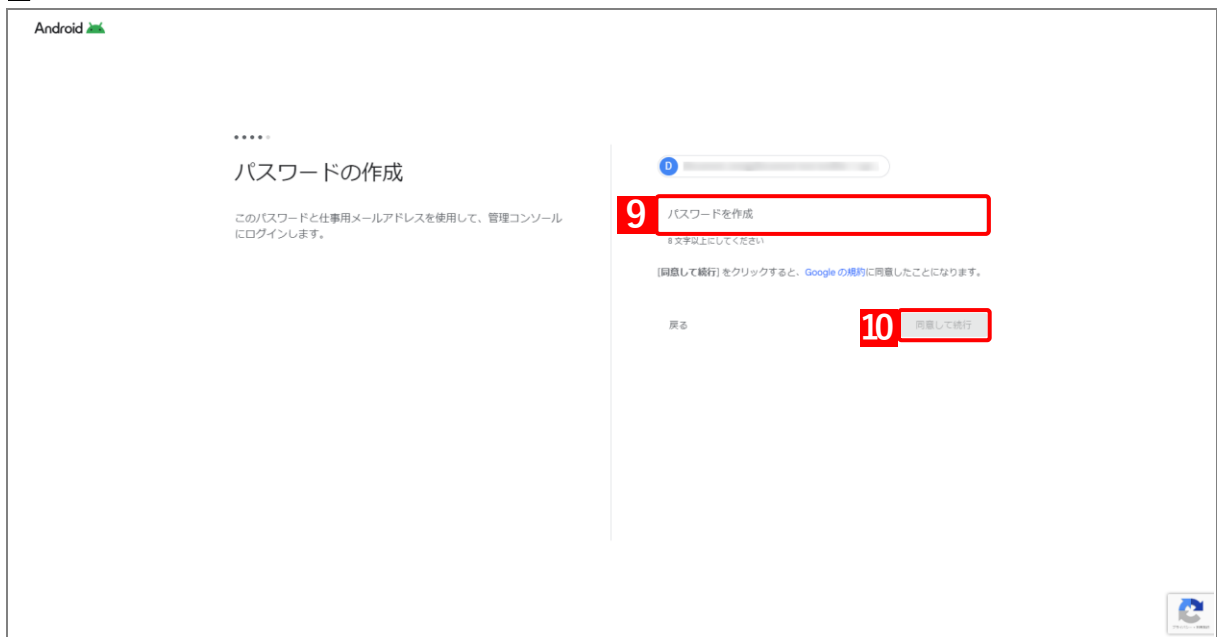 Android
パスワードの作成
このパスワードと仕事用メールアドレスを使用して、管理コンソール
にログインします。
D
9
パスワードを作成
8 文字以上にしてください
[同意して続行] をクリックすると、Google の規約に同意したことになります。
戻る
10
同意して続行